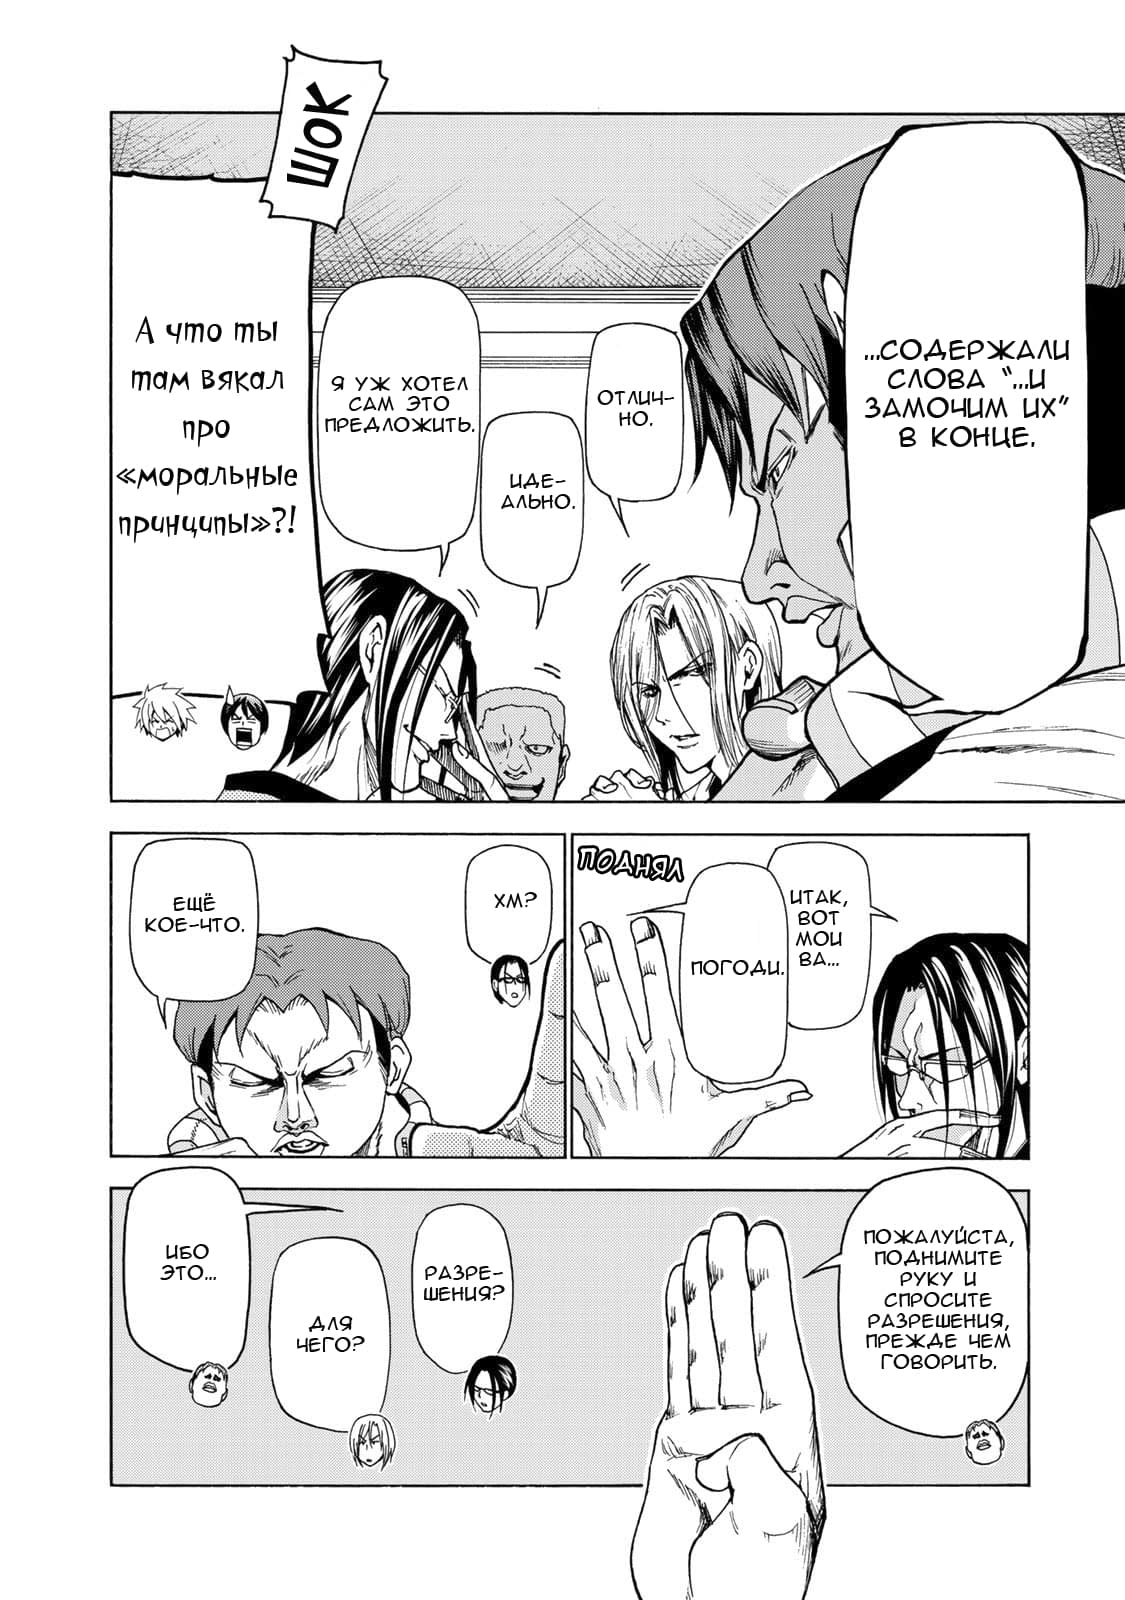 ...СОДЕРЖАЛИ
СЛОВА “...И
ЗАМОЧИМ ИХ”
В КОНЦЕ.
ОТЛИЧ-
НО.
ИДЕ-
АЛЬНО.
Я УЖ ХОТЕЛ
САМ ЭТО
ПРЕДЛОЖИТЬ.
ШОК
А что ты
там вякал
про
«моральные
принципы»?!
ИТАК,
ВОТ
МОИ
ВА...
ПОГОДИ.
ПОДНЯЛ
ХМ?
ЕЩЁ
КОЕ-ЧТО.
ПОЖАЛУЙСТА,
ПОДНИМИТЕ
РУКУ И
СПРОСИТЕ
РАЗРЕШЕНИЯ,
ПРЕЖДЕ ЧЕМ
ГОВОРИТЬ.
РАЗРЕ-
ШЕНИЯ?
ДЛЯ
ЧЕГО?
ИБО
ЭТО...